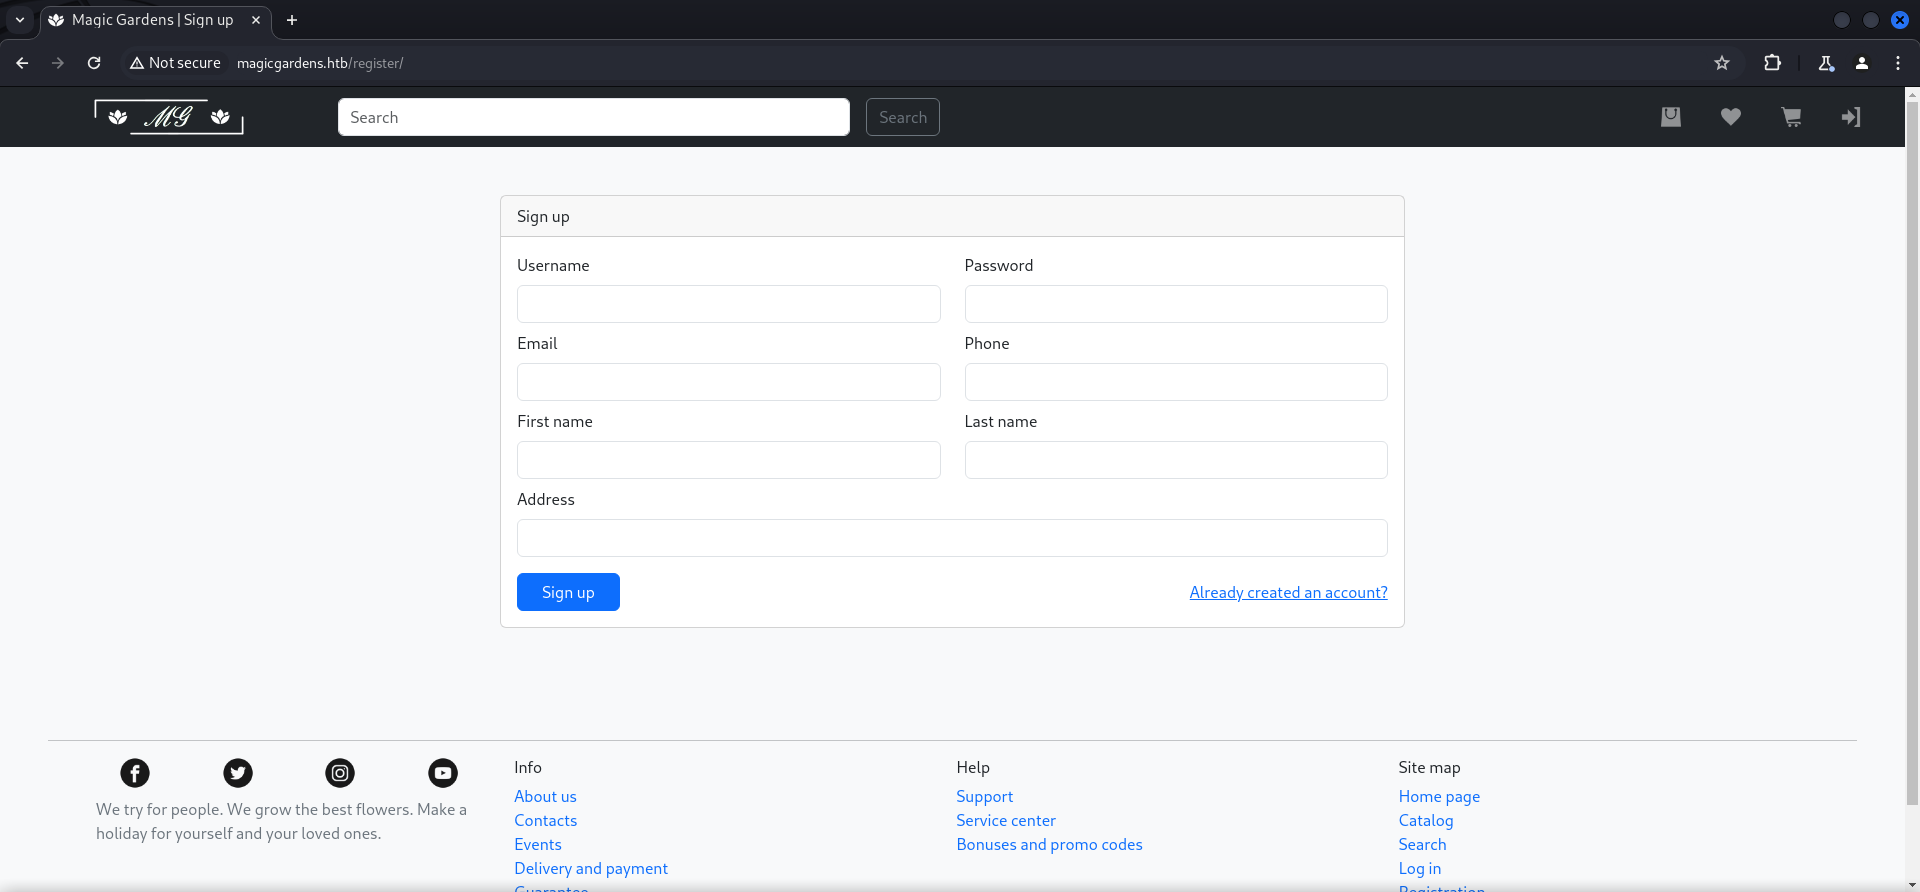 Magic Gardens | Sign up
Not secure
magicgardens.htb/register/
MG
Search
Search
Sign up
Username
Password
Email
Phone
First name
Last name
Address
Sign up
Already created an account?
We try for people. We grow the best flowers. Make a
holiday for yourself and your loved ones.
Info
About us
Contacts
Events
Delivery and payment
Guarantee
Help
Support
Service center
Bonuses and promo codes
Site map
Home page
Catalog
Search
Log in
Registration